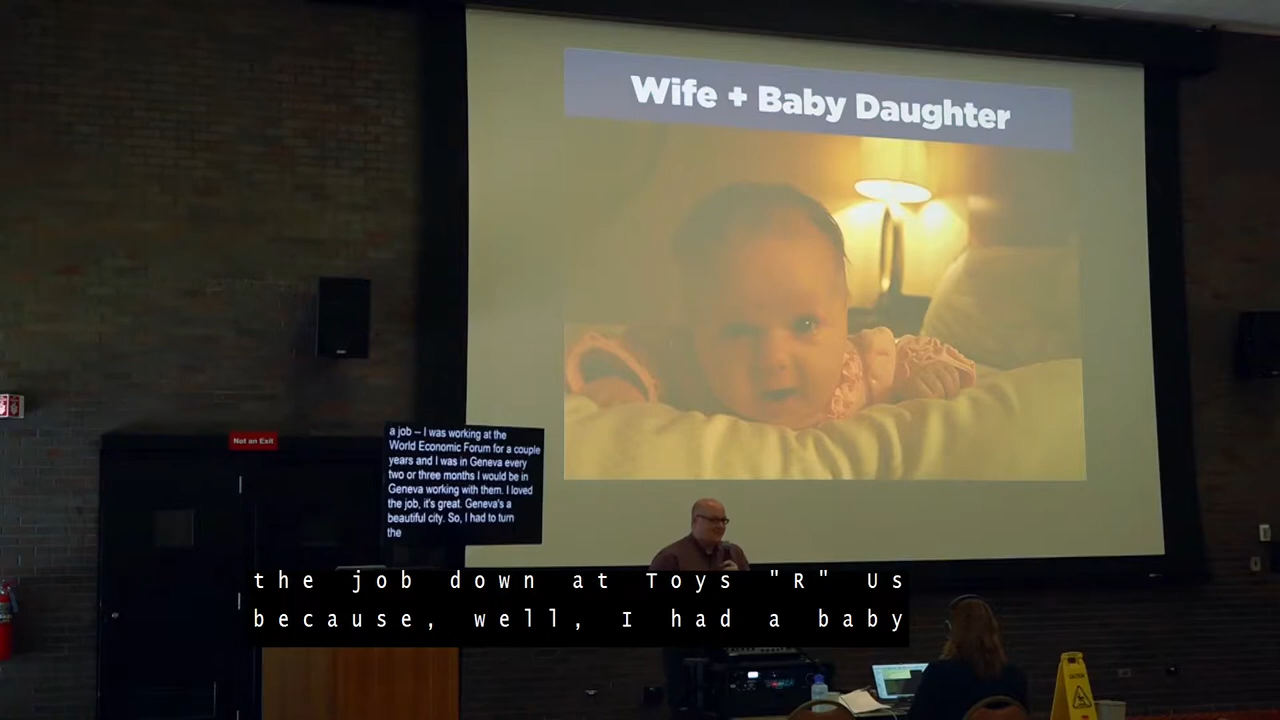 Wife + Baby Daughter
Not an Exit
a job – I was working at the
World Economic Forum for a couple
years and I was in Geneva every
two or three months I would be in
Geneva working with them. I loved
the job, it's great. Geneva's a
beautiful city. So, I had to turn
the
the job down at Toys "R" Us
because, well, I had a baby
CAUTION